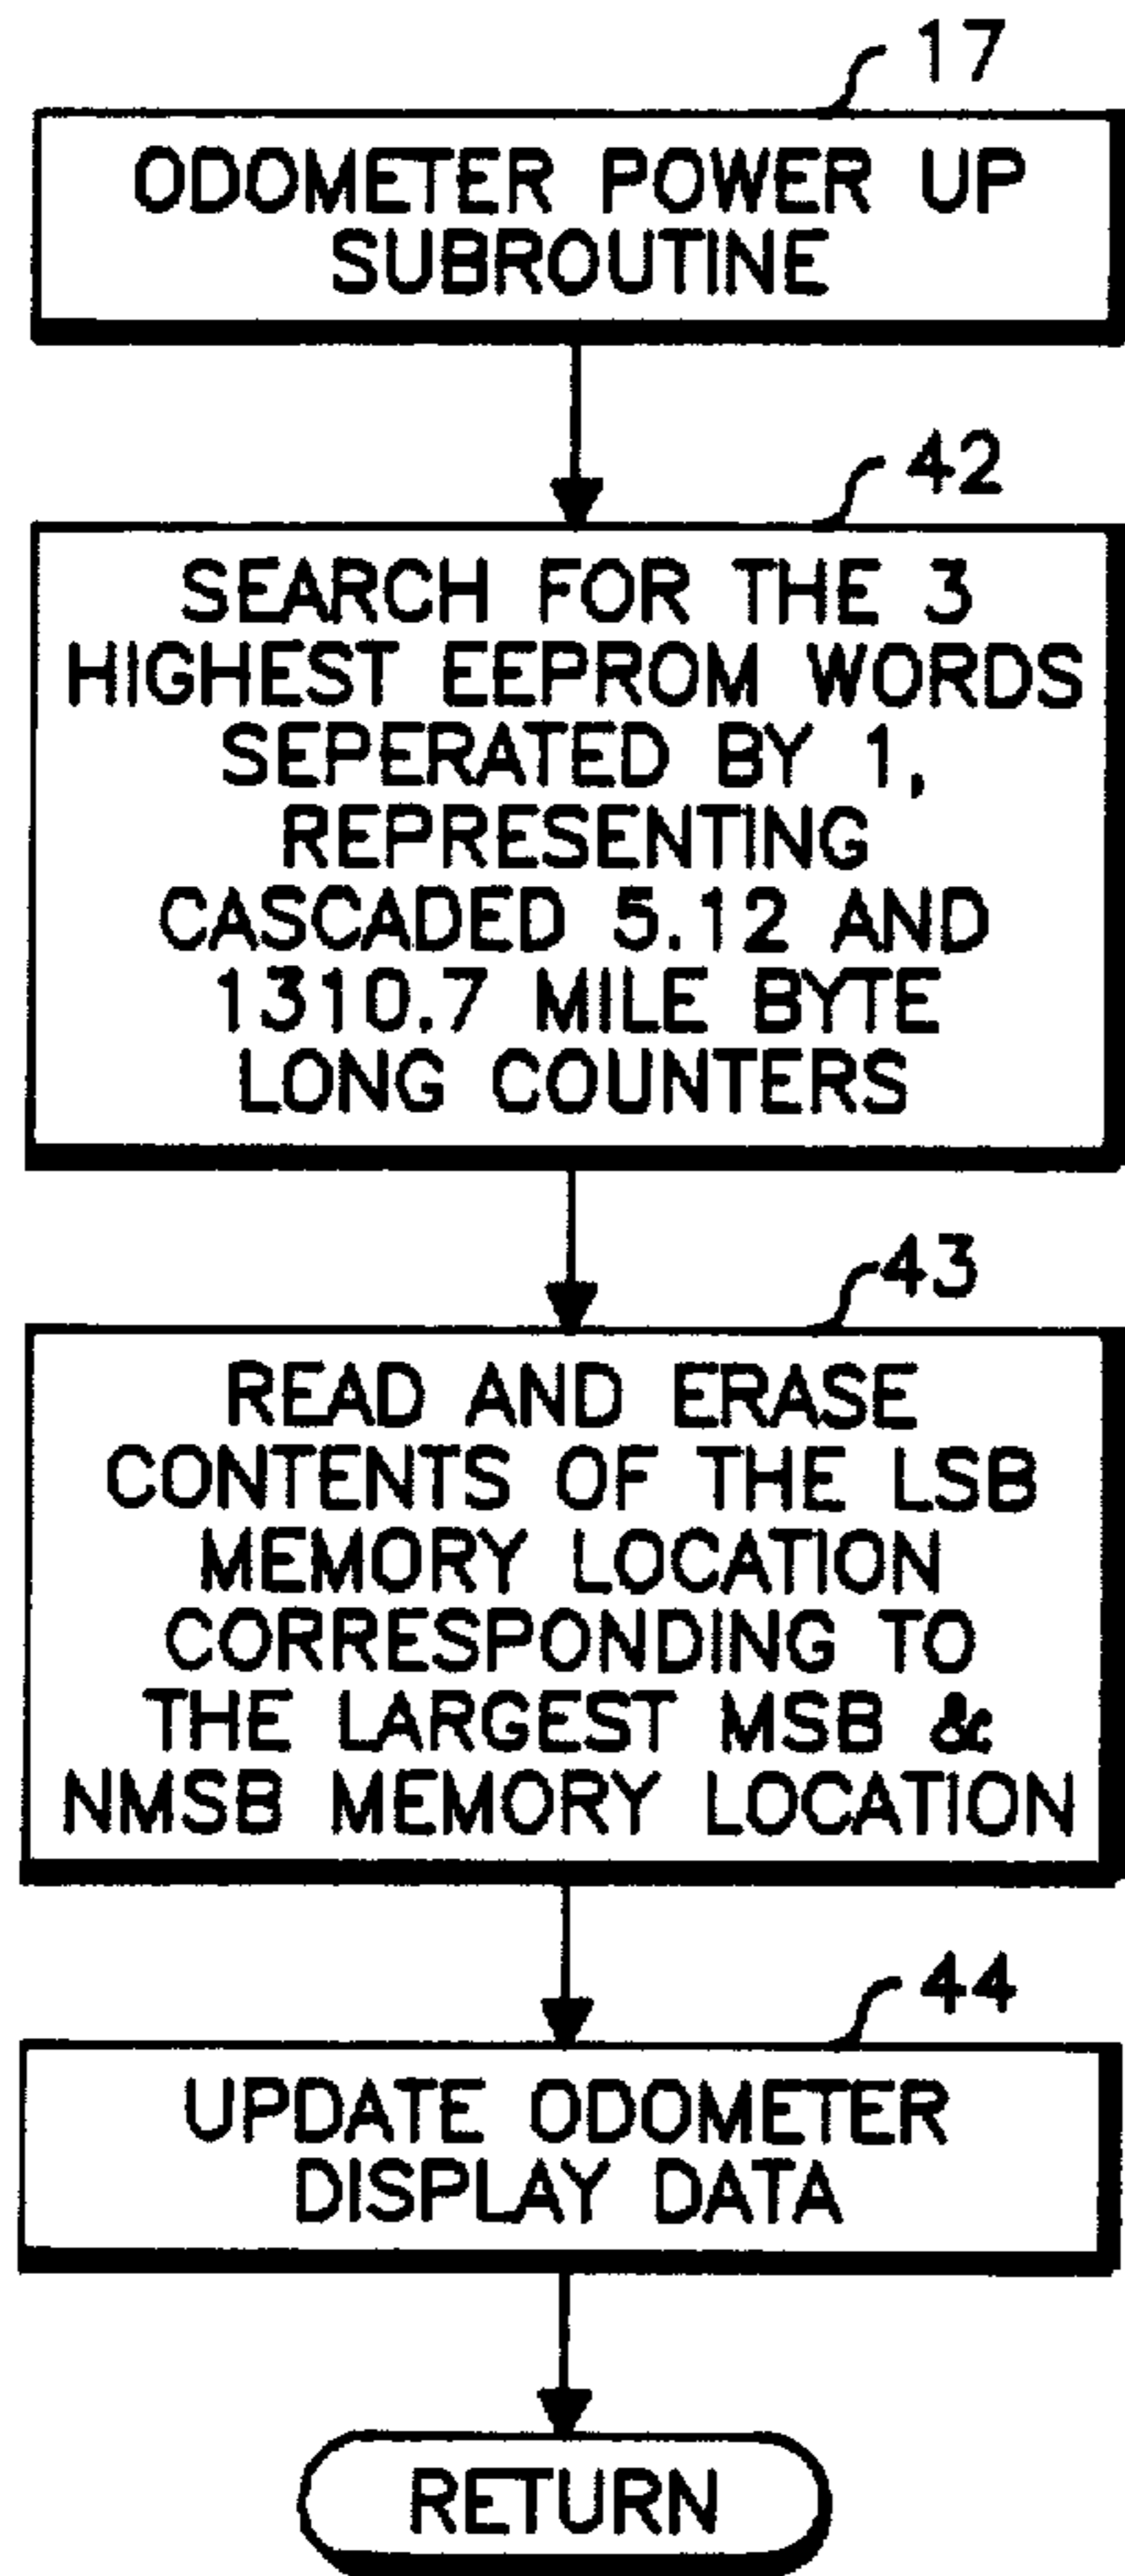 17
ODOMETER POWER UP
SUBROUTINE
42
SEARCH FOR THE 3
HIGHEST EEPROM WORDS
SEPERATED BY 1,
REPRESENTING
CASCADED 5.12 AND
1310.7 MILE BYTE
LONG COUNTERS
43
READ AND ERASE
CONTENTS OF THE LSB
MEMORY LOCATION
CORRESPONDING TO
THE LARGEST MSB &
NMSB MEMORY LOCATION
44
UPDATE ODOMETER
DISPLAY DATA
RETURN